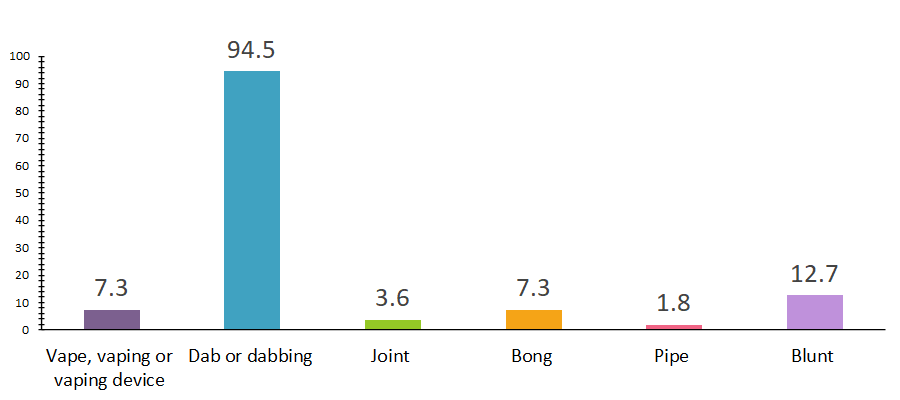 94.5
100
90
80
70
60
50
40
30
20
10
0
7.3
3.6
7.3
1.8
12.7
Vape, vaping or
vaping device
Dab or dabbing
Joint
Bong
Pipe
Blunt